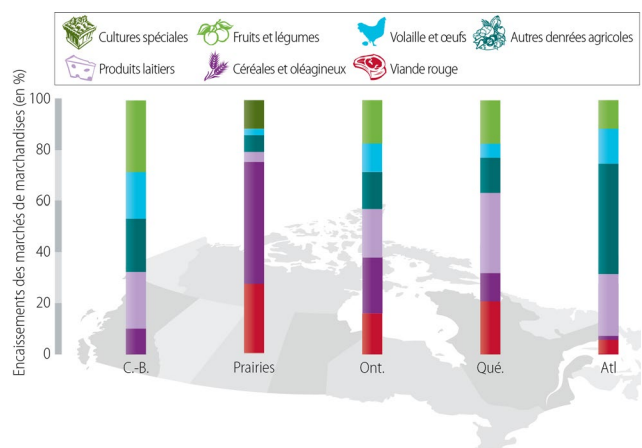 Cultures spéciales
Fruits et légumes
Volaille et œufs
Autres denrées agricoles
Produits laitiers
Céréales et oléagineux
Viande rouge
Encaissements des marchés de marchandises (en %)
100
80
60
40
20
0
C.-B.
Prairies
Ont.
Qué.
Atl